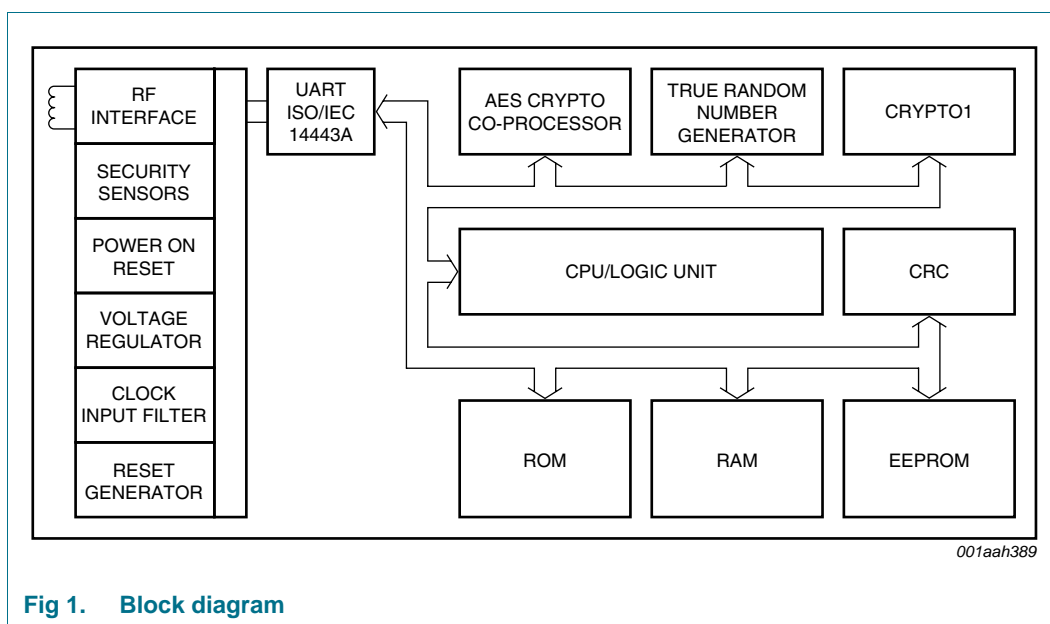 RF
INTERFACE
SECURITY
SENSORS
POWER ON
RESET
VOLTAGE
REGULATOR
CLOCK
INPUT FILTER
RESET
GENERATOR
UART
ISO/IEC
14443A
AES CRYPTO
CO-PROCESSOR
TRUE RANDOM
NUMBER
GENERATOR
CRYPTO1
CPU/LOGIC UNIT
CRC
ROM
RAM
EEPROM
001aah389
Fig 1. Block diagram